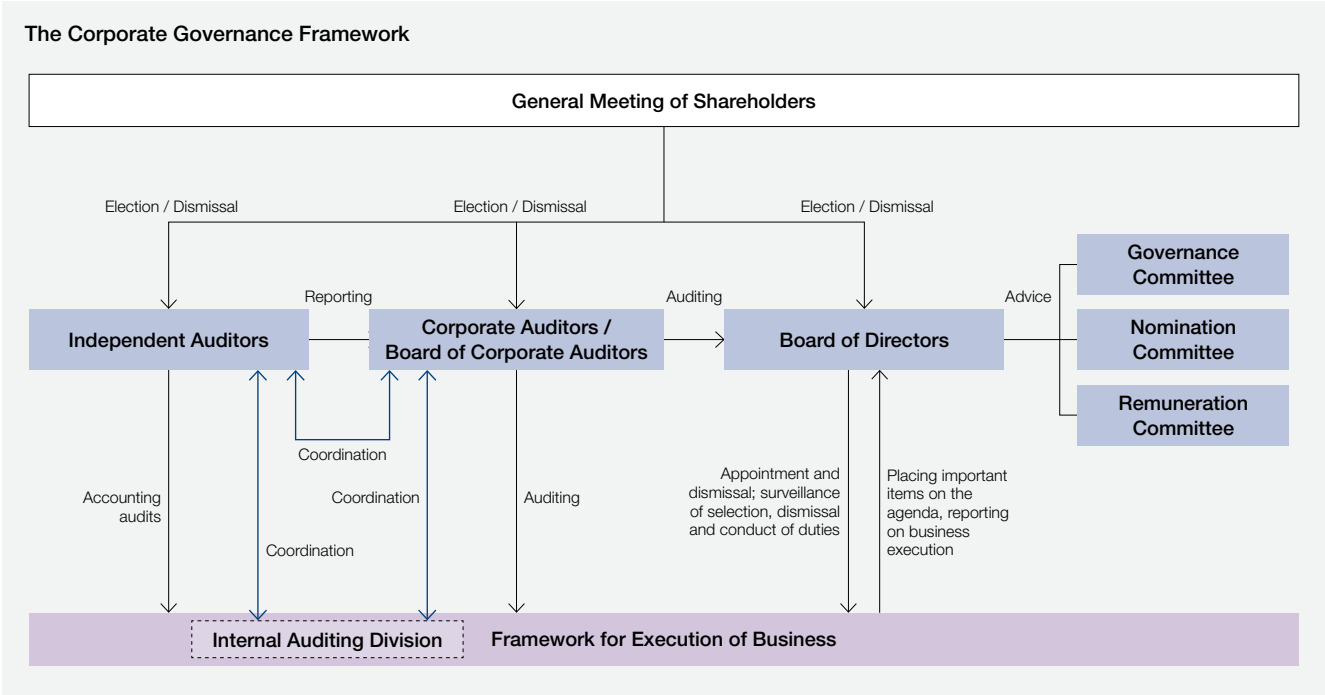 The Corporate Governance Framework
General Meeting of Shareholders
Election / Dismissal
Election / Dismissal
Election / Dismissal
Governance
Committee
Reporting
Auditing
Advice
Independent Auditors
Corporate Auditors /
Board of Corporate Auditors
Board of Directors
Nomination
Committee
Remuneration
Committee
Coordination
Accounting
audits
Coordination
Coordination
Auditing
Appointment and
dismissal; surveillance
of selection, dismissal
and conduct of duties
Placing important
items on the
agenda, reporting
on business
execution
Internal Auditing Division
Framework for Execution of Business